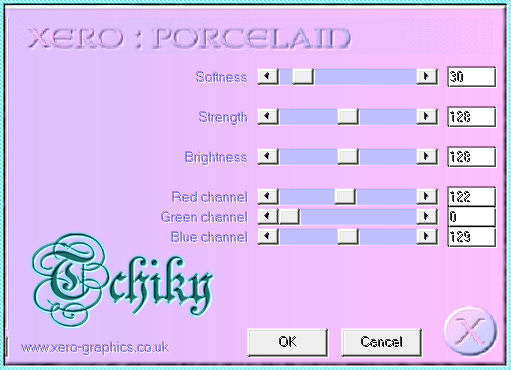 XERO : PORCELAIN
Softness 30
Strength 128
Brightness 128
Red channel 122
Green channel 0
Blue channel 129
Tchiky
www.xero-graphics.co.uk
OK
Cancel
X